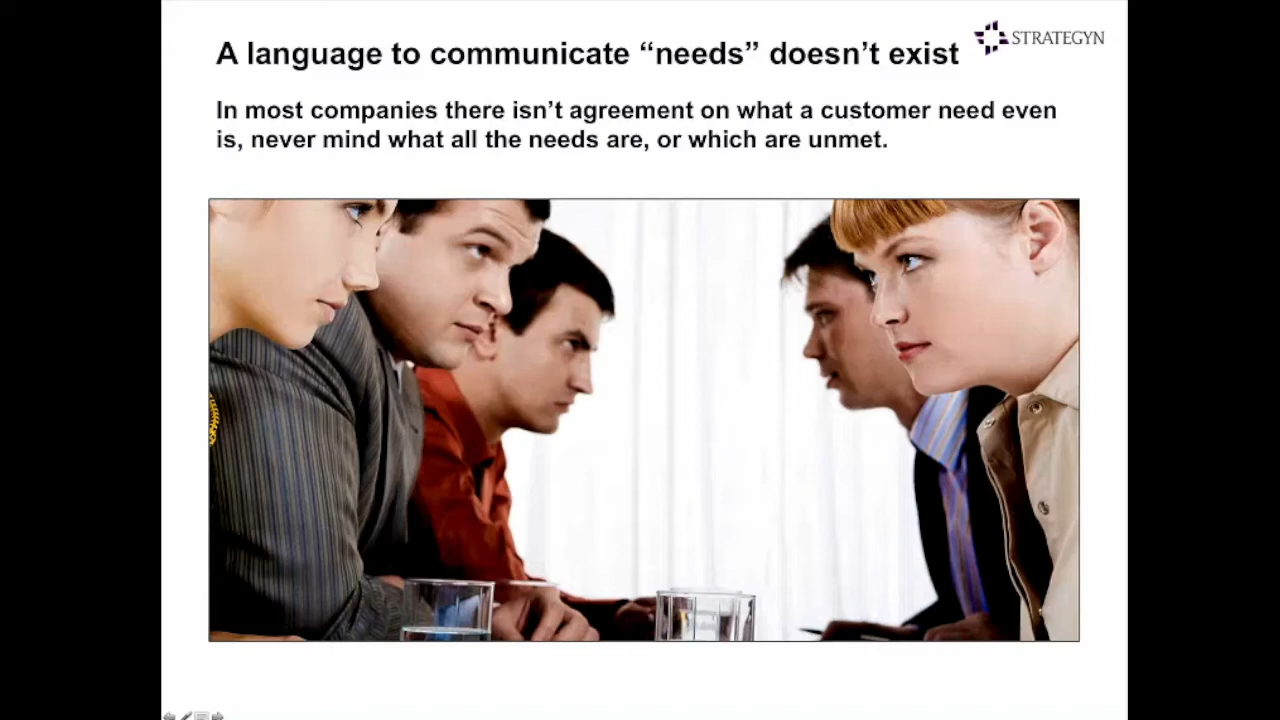 A language to communicate “needs” doesn’t exist
STRATEGYN
In most companies there isn’t agreement on what a customer need even
is, never mind what all the needs are, or which are unmet.